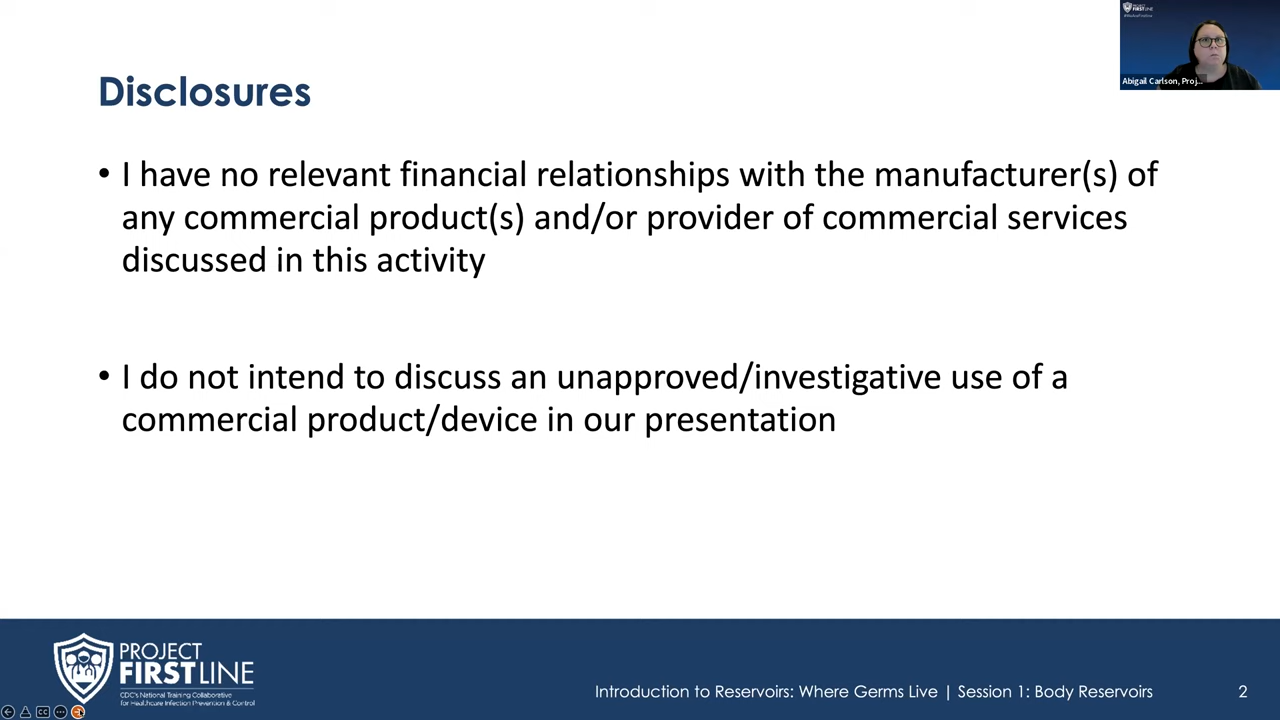 PROJECT
FIRSTLINE
Abigail Carlson, Proj...
Disclosures
• I have no relevant financial relationships with the manufacturer(s) of
any commercial product(s) and/or provider of commercial services
discussed in this activity
• I do not intend to discuss an unapproved/investigative use of a
commercial product/device in our presentation
PROJECT
FIRSTLINE
CDC's National Training Collaborative
for Healthcare Infection Prevention & Control
Introduction to Reservoirs: Where Germs Live | Session 1: Body Reservoirs
2
CC